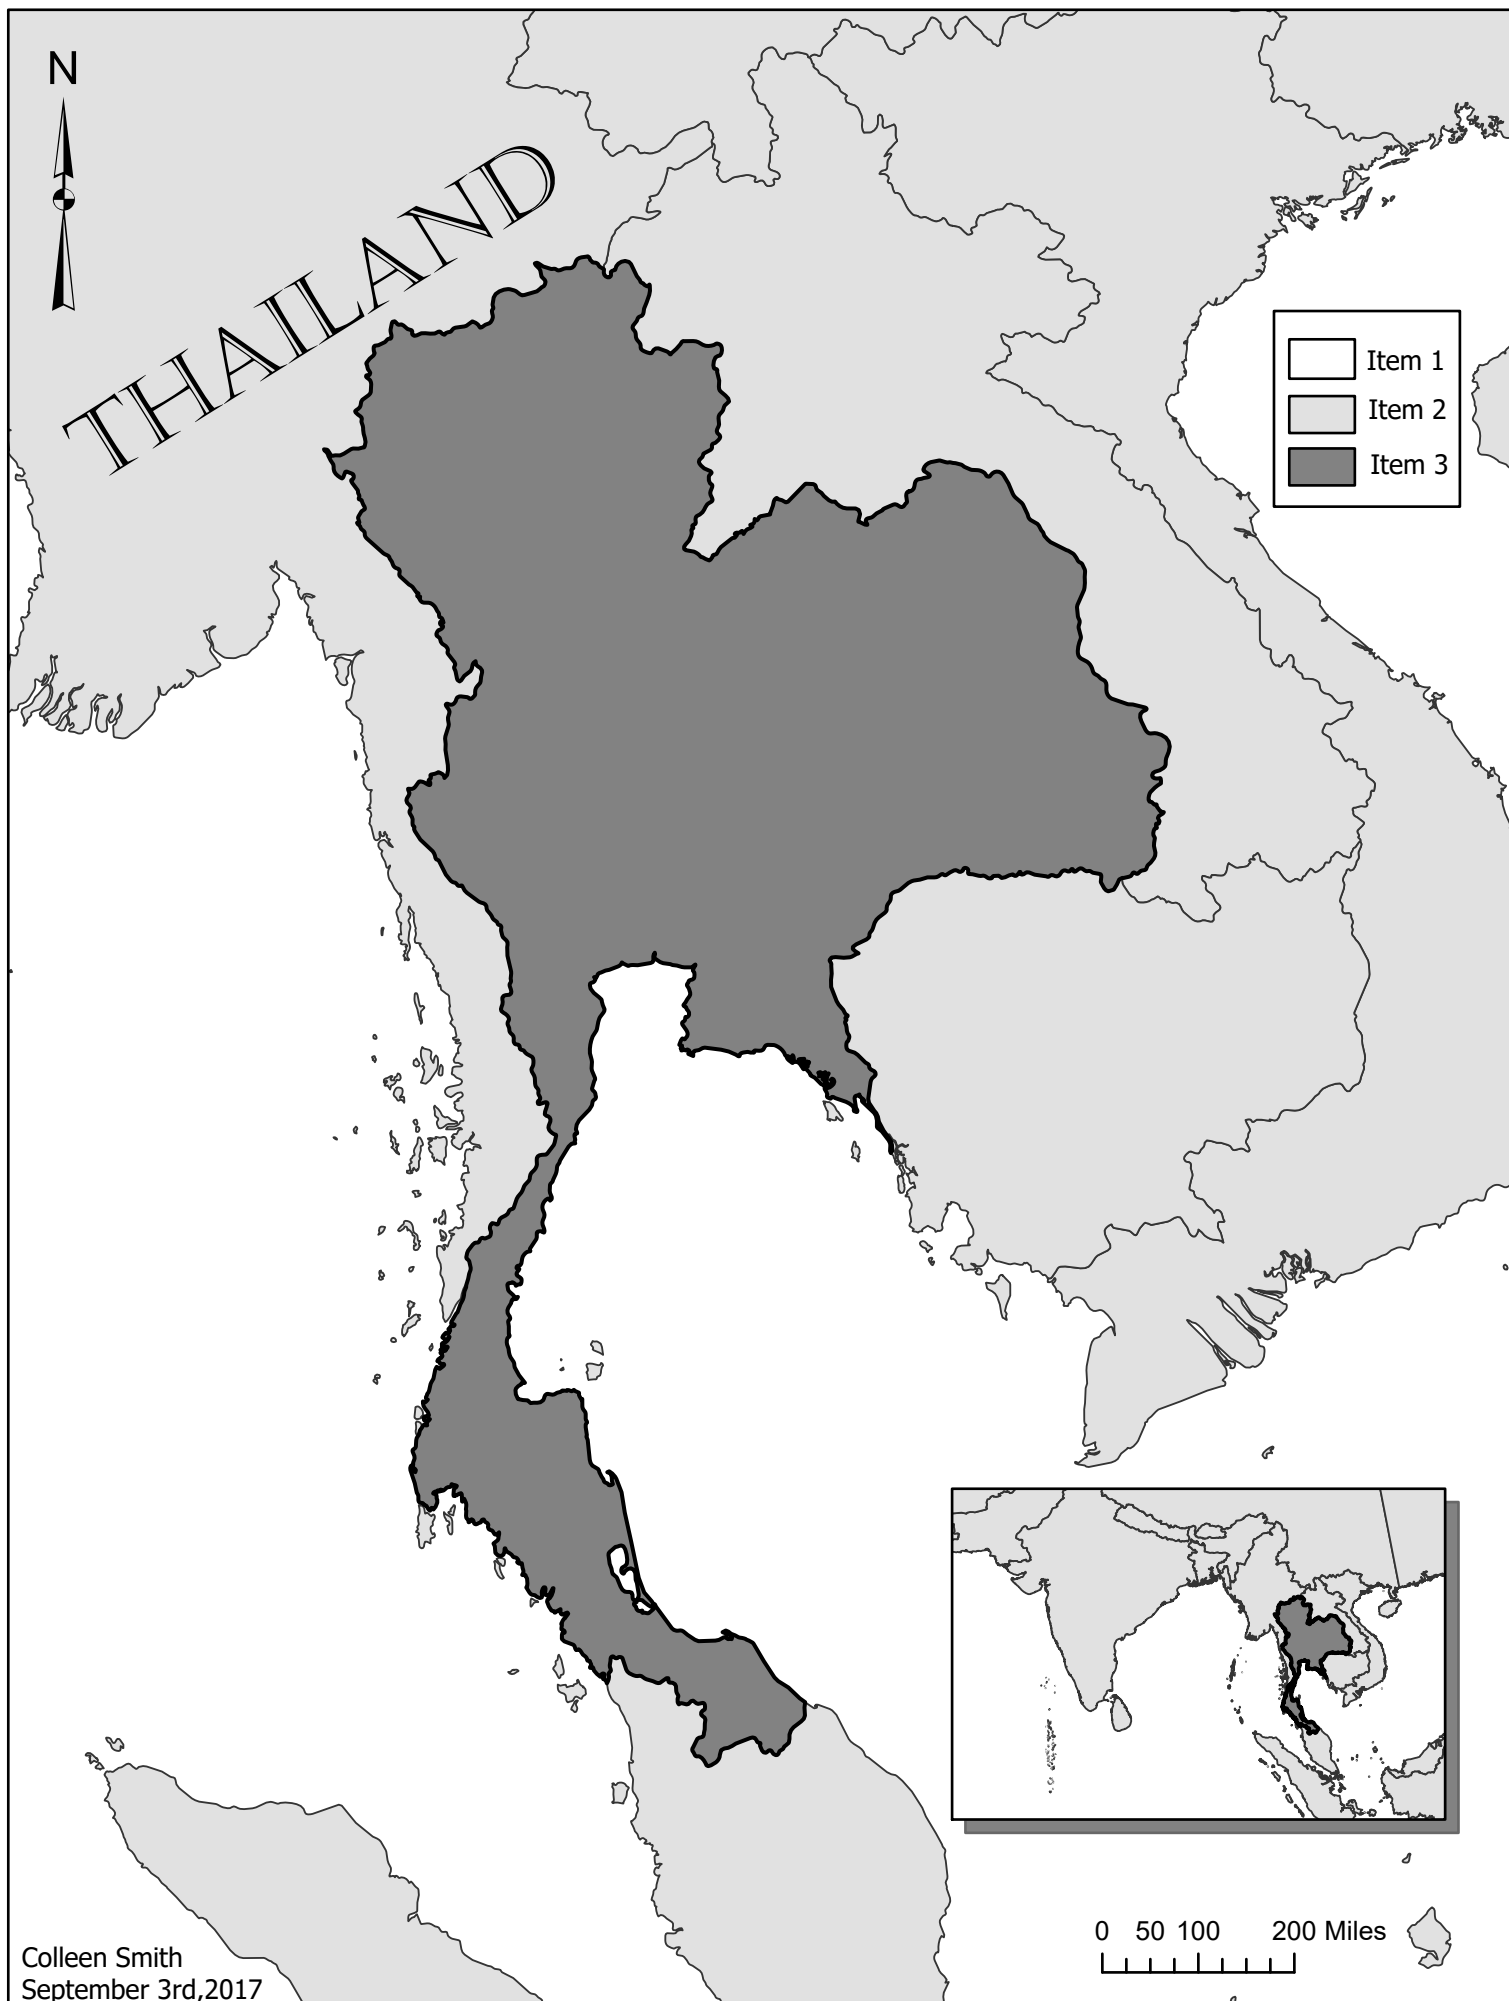 N
THAILAND
Item 1
Item 2
Item 3
0 50 100 200 Miles
Colleen Smith
September 3rd,2017